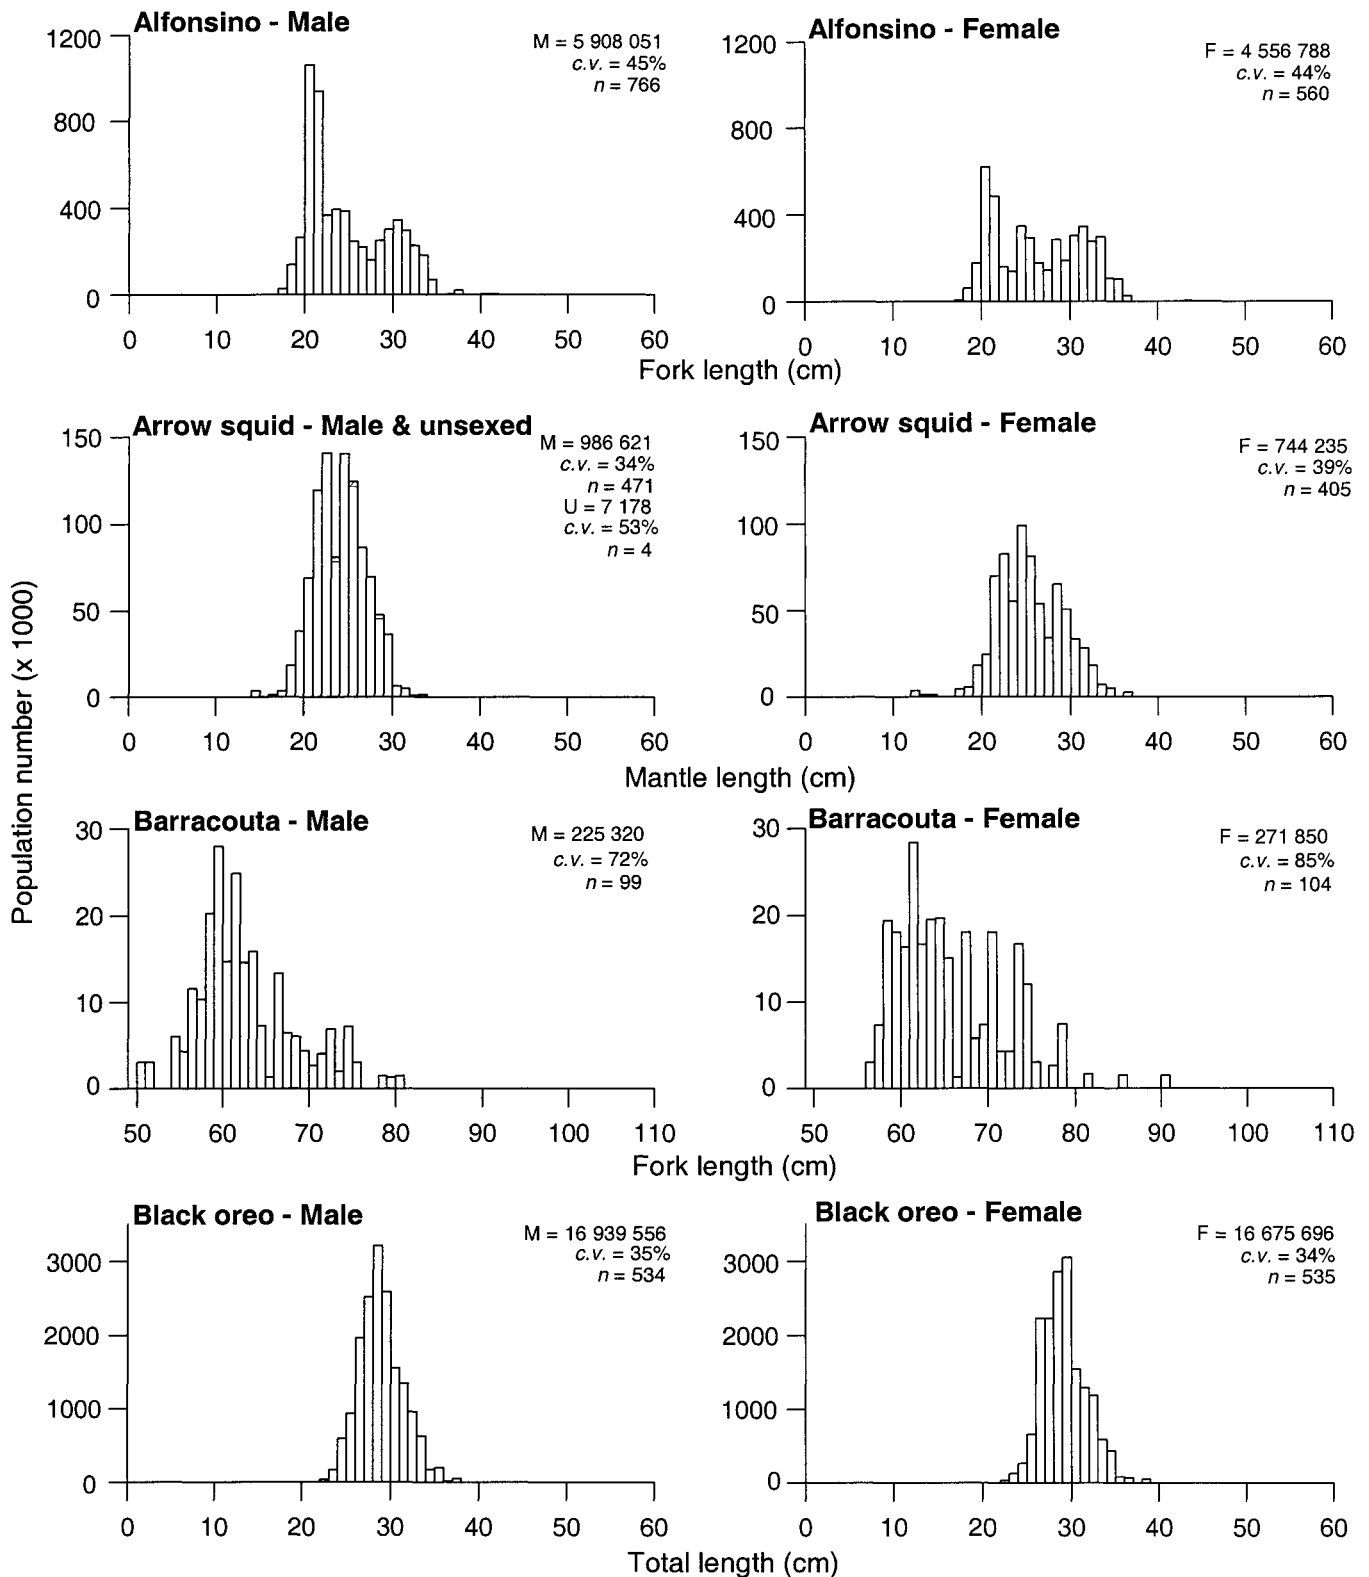 Alfonsino - Male
M = 5 908 051
c.v. = 45%
n = 766
1200
800
400
0
0 10 20 30 40 50 60
Alfonsino - Female
F = 4 556 788
c.v. = 44%
n = 560
1200
800
400
0
0 10 20 30 40 50 60
Fork length (cm)
Arrow squid - Male & unsexed
M = 986 621
c.v. = 34%
n = 471
U = 7 178
c.v. = 53%
n = 4
150
100
50
0
0 10 20 30 40 50 60
Arrow squid - Female
F = 744 235
c.v. = 39%
n = 405
150
100
50
0
0 10 20 30 40 50 60
Mantle length (cm)
Population number (x 1000)
Barracouta - Male
M = 225 320
c.v. = 72%
n = 99
30
20
10
0
50 60 70 80 90 100 110
Barracouta - Female
F = 271 850
c.v. = 85%
n = 104
30
20
10
0
50 60 70 80 90 100 110
Fork length (cm)
Black oreo - Male
M = 16 939 556
c.v. = 35%
n = 534
3000
2000
1000
0
0 10 20 30 40 50 60
Black oreo - Female
F = 16 675 696
c.v. = 34%
n = 535
3000
2000
1000
0
0 10 20 30 40 50 60
Total length (cm)